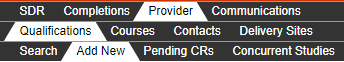 SDR Completions Provider Communications
Qualifications Courses Contacts Delivery Sites
Search Add New Pending CRs Concurrent Studies